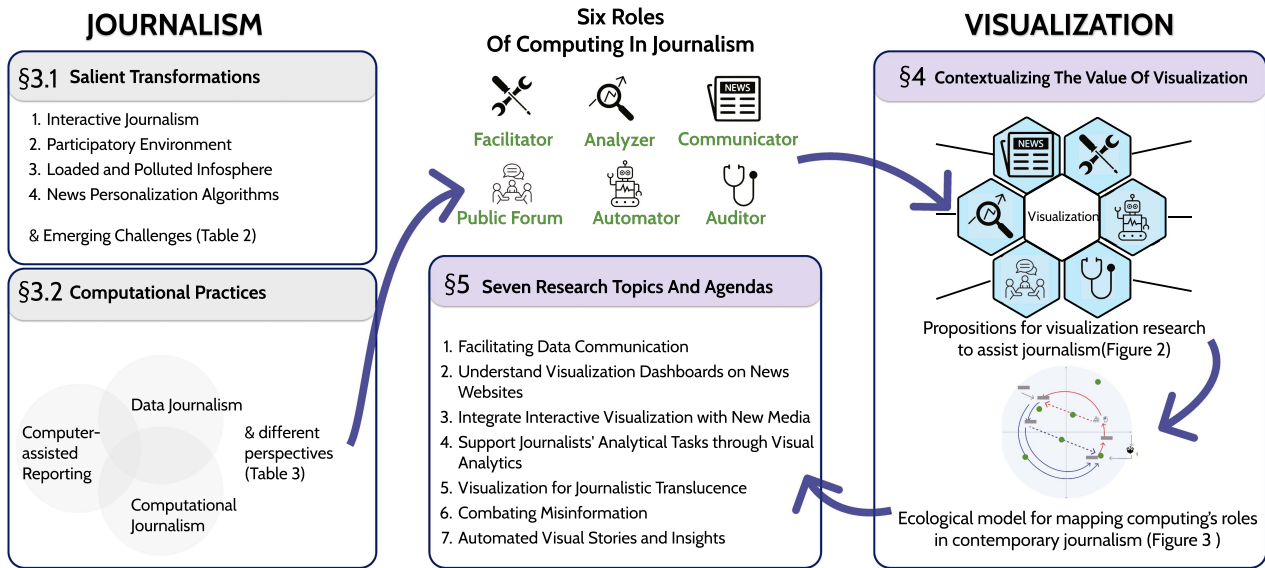 JOURNALISM
§3.1 Salient Transformations
1. Interactive Journalism
2. Participatory Environment
3. Loaded and Polluted Infosphere
4. News Personalization Algorithms
& Emerging Challenges (Table 2)
§3.2 Computational Practices
Data Journalism
Computer-
assisted
Reporting
& different
perspectives
(Table 3)
Computational
Journalism
Six Roles
Of Computing In Journalism
NEWS
Facilitator
Analyzer
Communicator
Public Forum
Automator
Auditor
§5 Seven Research Topics And Agendas
1. Facilitating Data Communication
2. Understand Visualization Dashboards on News
Websites
3. Integrate Interactive Visualization with New Media
4. Support Journalists' Analytical Tasks through Visual
Analytics
5. Visualization for Journalistic Translucence
6. Combating Misinformation
7. Automated Visual Stories and Insights
VISUALIZATION
§4 Contextualizing The Value Of Visualization
NEWS
Visualization
Propositions for visualization research
to assist journalism(Figure 2)
Ecological model for mapping computing's roles
in contemporary journalism (Figure 3 )